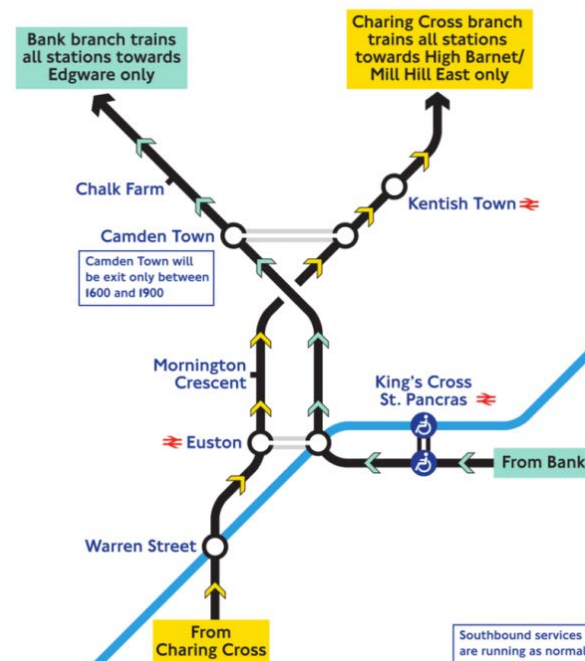 Bank branch trains
all stations towards
Edgware only
Charing Cross branch
trains all stations
towards High Barnet/
Mill Hill East only
Chalk Farm
Kentish Town
Camden Town
Camden Town will
be exit only between
1600 and 1900
Mornington
Crescent
King's Cross
St. Pancras
Euston
From Bank
Warren Street
From
Charing Cross
Southbound services
are running as normal